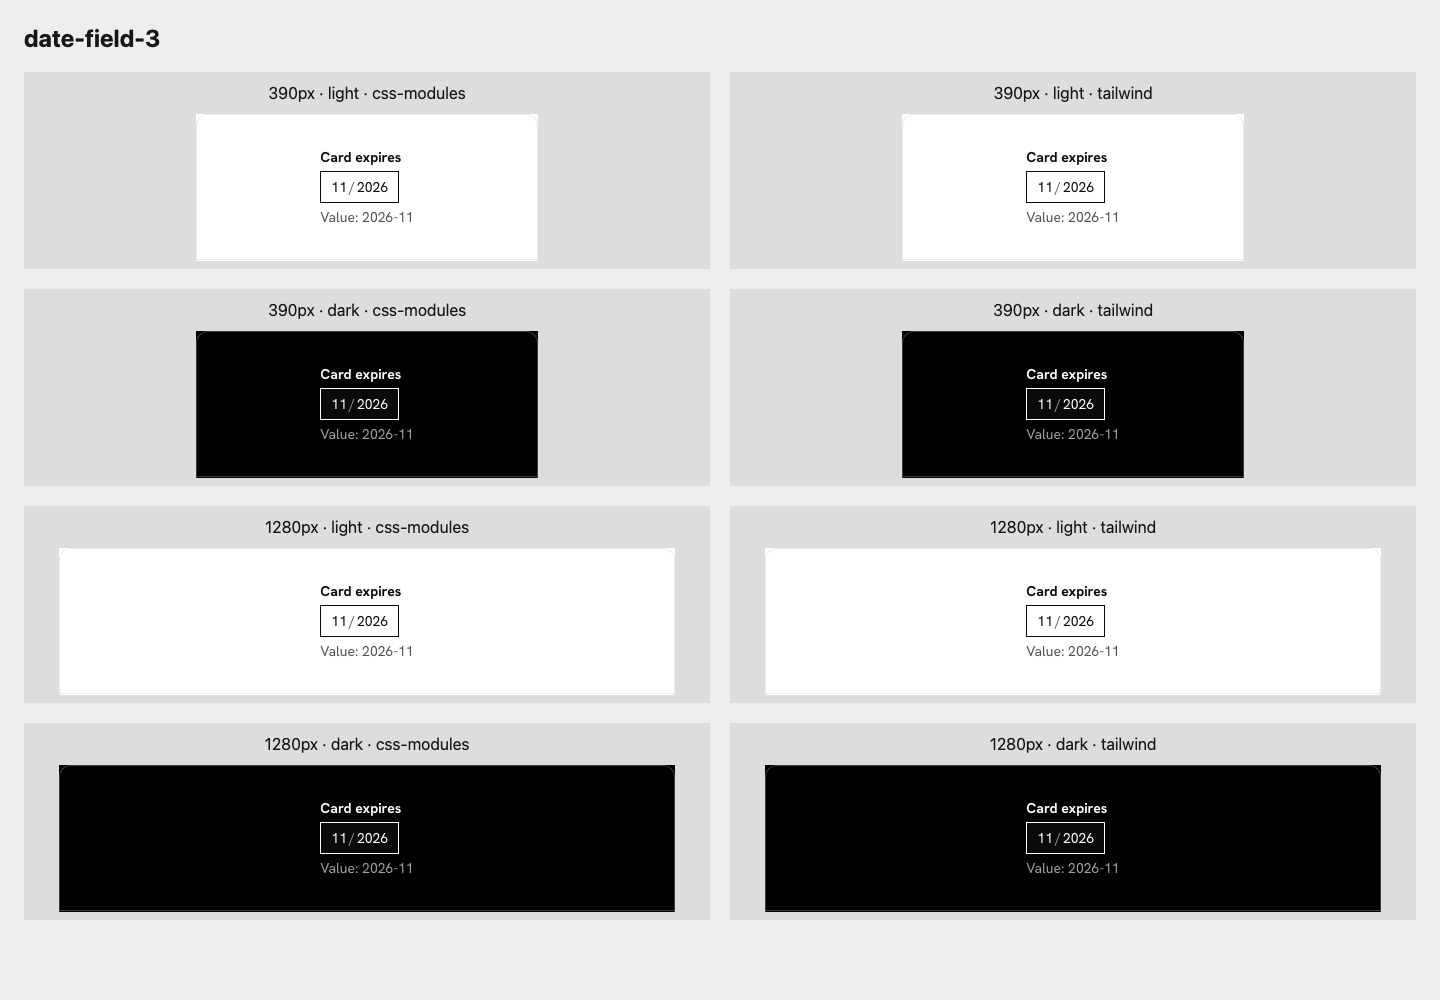 date-field-3
390px · light · css-modules
Card expires
11/2026
Value: 2026-11
390px · light · tailwind
Card expires
11/2026
Value: 2026-11
390px · dark · css-modules
Card expires
11/2026
Value: 2026-11
390px · dark · tailwind
Card expires
11/2026
Value: 2026-11
1280px · light · css-modules
Card expires
11/2026
Value: 2026-11
1280px · light · tailwind
Card expires
11/2026
Value: 2026-11
1280px · dark · css-modules
Card expires
11/2026
Value: 2026-11
1280px · dark · tailwind
Card expires
11/2026
Value: 2026-11